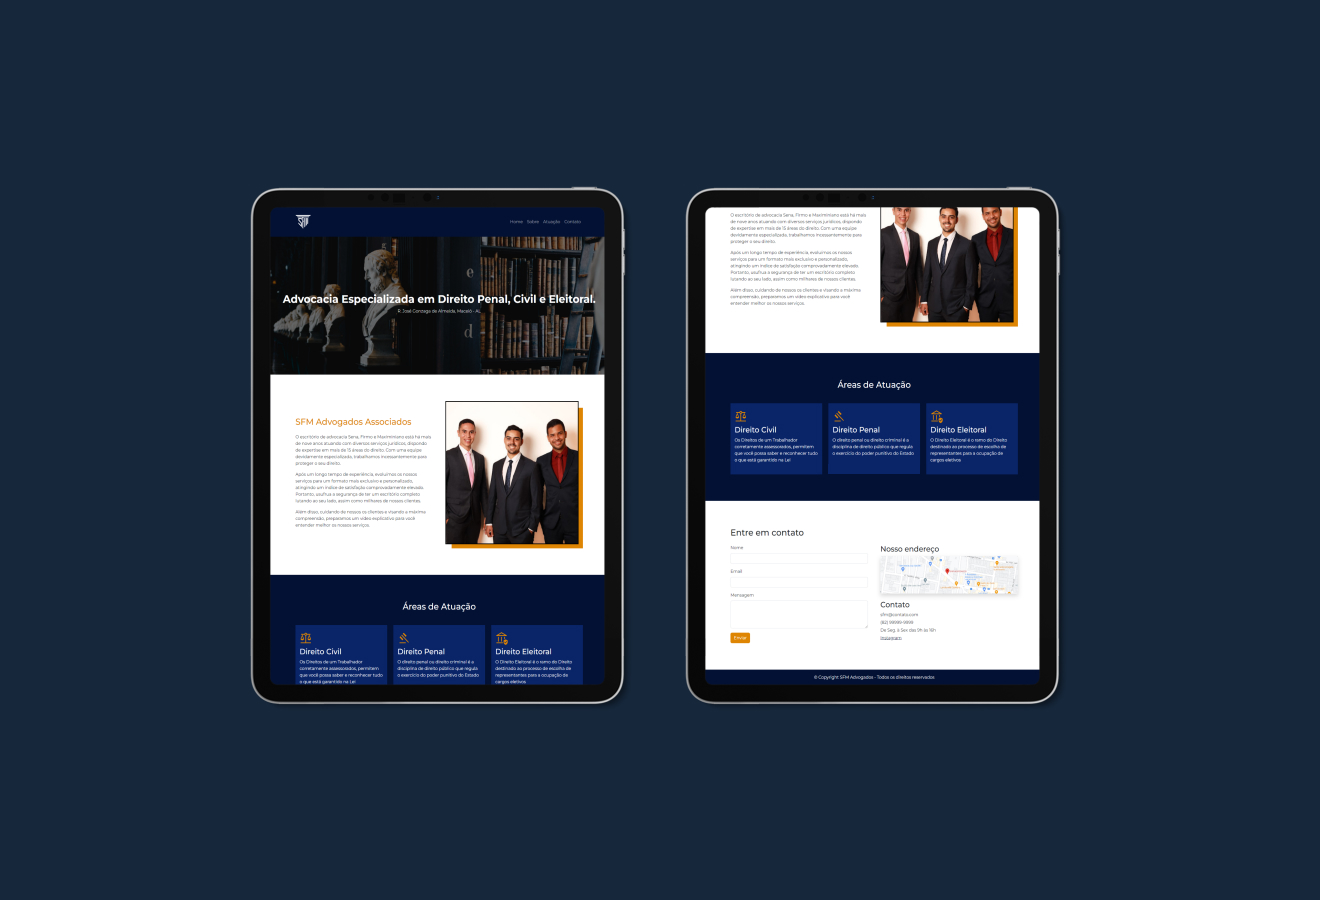 SFM
Home Sobre Atuação Contato
e
d
Advocacia Especializada em Direito Penal, Civil e Eleitoral.
R. José Gonzaga de Almeida, Maceió - AL
SFM Advogados Associados
O escritório de advocacia Sena, Firmo e Maximiniano está há mais
de nove anos atuando com diversos serviços jurídicos, dispondo
de expertise em mais de 15 áreas do direito. Com uma equipe
devidamente especializada, trabalhamos incessantemente para
proteger o seu direito.
Após um longo tempo de experiência, evoluímos os nossos
serviços para um formato mais exclusivo e personalizado,
atingindo um índice de satisfação comprovadamente elevado.
Portanto, usufrua a segurança de ter um escritório completo
lutando ao seu lado, assim como milhares de nossos clientes.
Além disso, cuidando de nossos os clientes e visando a máxima
compreensão, preparamos um vídeo explicativo para você
entender melhor os nossos serviços.
Áreas de Atuação
Direito Civil
Os Direitos de um Trabalhador
corretamente assessorados, permitem
que você possa saber e reconhecer tudo
o que está garantido na Lei
Direito Penal
O direito penal ou direito criminal é a
disciplina de direito público que regula
o exercício do poder punitivo do Estado
Direito Eleitoral
O Direito Eleitoral é o ramo do Direito
destinado ao processo de escolha de
representantes para a ocupação de
cargos eletivos
O escritório de advocacia Sena, Firmo e Maximiniano está há mais
de nove anos atuando com diversos serviços jurídicos, dispondo
de expertise em mais de 15 áreas do direito. Com uma equipe
devidamente especializada, trabalhamos incessantemente para
proteger o seu direito.
Após um longo tempo de experiência, evoluímos os nossos
serviços para um formato mais exclusivo e personalizado,
atingindo um índice de satisfação comprovadamente elevado.
Portanto, usufrua a segurança de ter um escritório completo
lutando ao seu lado, assim como milhares de nossos clientes.
Além disso, cuidando de nossos os clientes e visando a máxima
compreensão, preparamos um vídeo explicativo para você
entender melhor os nossos serviços.
Áreas de Atuação
Direito Civil
Os Direitos de um Trabalhador
corretamente assessorados, permitem
que você possa saber e reconhecer tudo
o que está garantido na Lei
Direito Penal
O direito penal ou direito criminal é a
disciplina de direito público que regula
o exercício do poder punitivo do Estado
Direito Eleitoral
O Direito Eleitoral é o ramo do Direito
destinado ao processo de escolha de
representantes para a ocupação de
cargos eletivos
Entre em contato
Nome
Email
Mensagem
Enviar
Nosso endereço
Contato
sfm@contato.com
(82) 99999-9999
De Seg. à Sex das 9h às 16h
Instagram
© Copyright SFM Advogados - Todos os direitos reservados